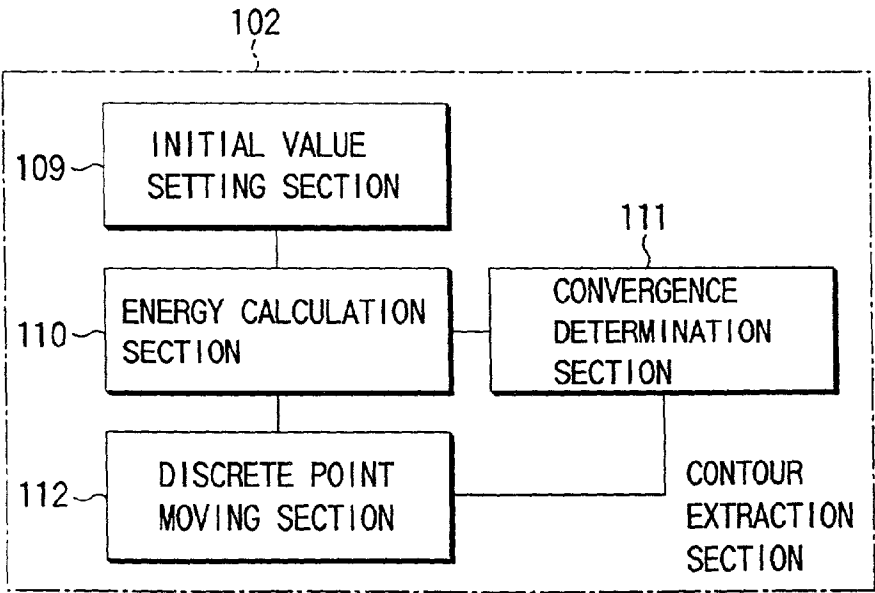 102
109
INITIAL VALUE
SETTING SECTION
111
110
ENERGY CALCULATION
SECTION
CONVERGENCE
DETERMINATION
SECTION
112
DISCRETE POINT
MOVING SECTION
CONTOUR
EXTRACTION
SECTION